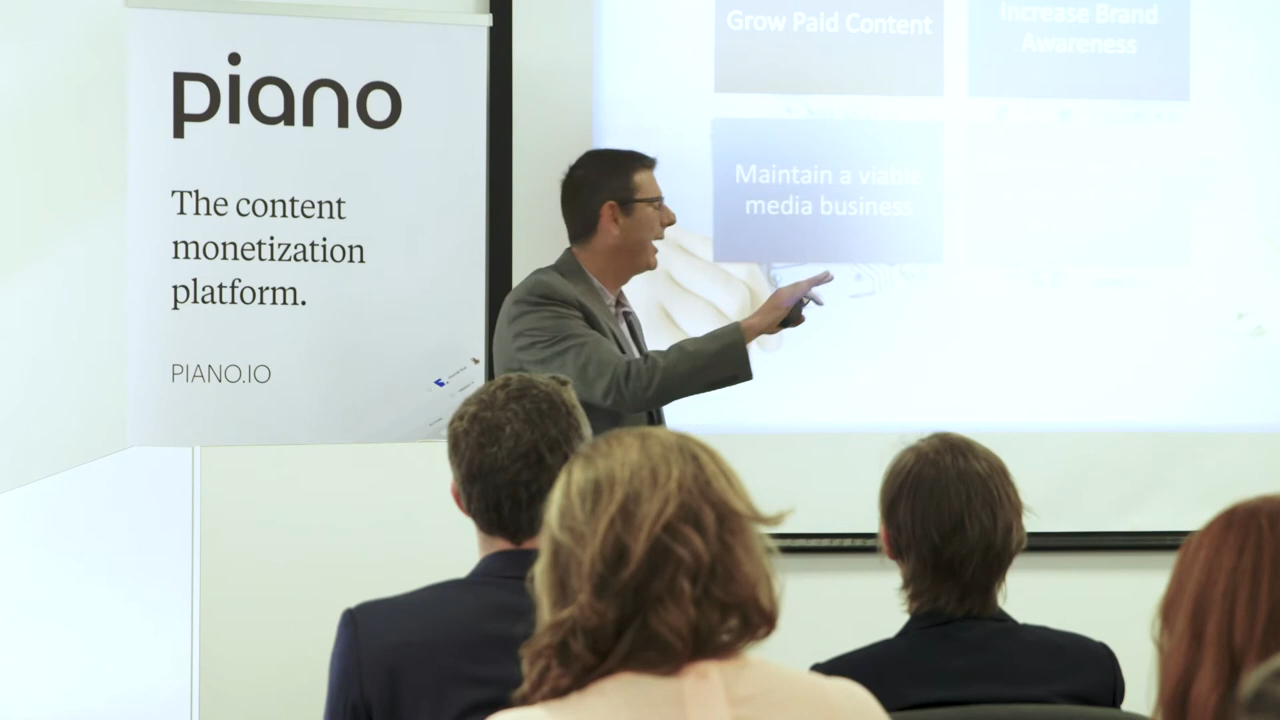 piano
The content
monetization
platform.
PIANO.IO
Grow Paid Content
Increase Brand
Awareness
Maintain a viable
media business